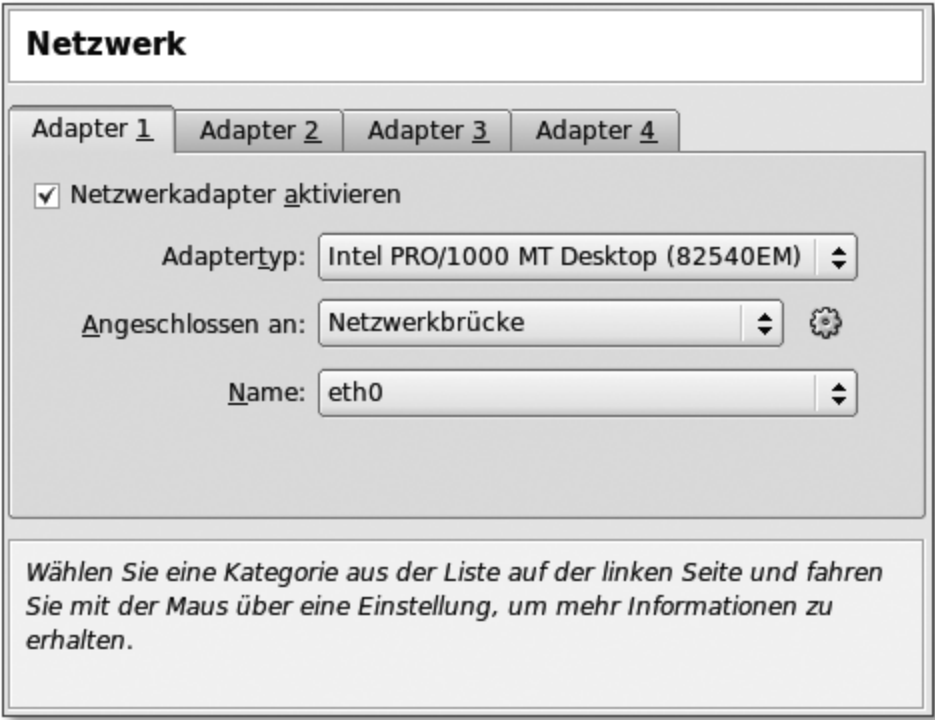 Netzwerk
Adapter 1 Adapter 2 Adapter 3 Adapter 4
Netzwerkadapter aktivieren
Adaptertyp: Intel PRO/1000 MT Desktop (82540EM)
Angeschlossen an: Netzwerkbrücke
Name: eth0
Wählen Sie eine Kategorie aus der Liste auf der linken Seite und fahren
Sie mit der Maus über eine Einstellung, um mehr Informationen zu
erhalten.